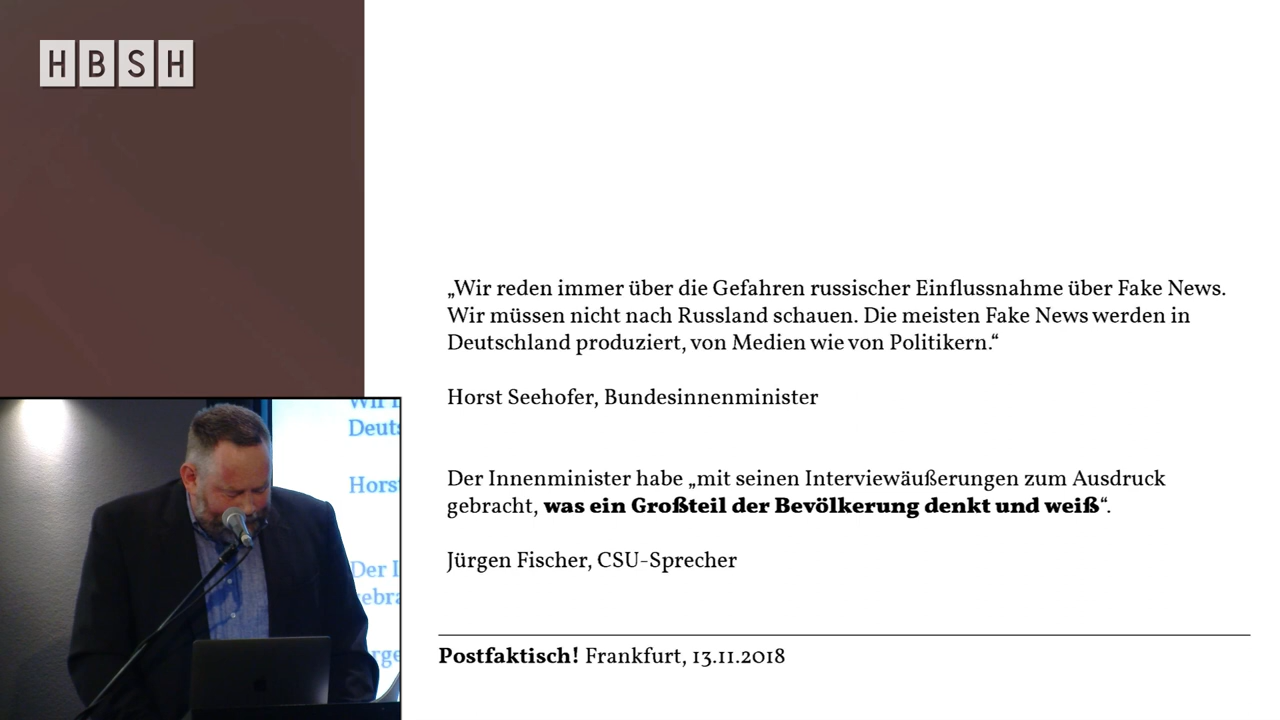 HBSH
„Wir reden immer über die Gefahren russischer Einflussnahme über Fake News.
Wir müssen nicht nach Russland schauen. Die meisten Fake News werden in
Deutschland produziert, von Medien wie von Politikern.“
Horst Seehofer, Bundesinnenminister
Der Innenminister habe „mit seinen Interviewäußerungen zum Ausdruck
gebracht, was ein Großteil der Bevölkerung denkt und weiß“.
Jürgen Fischer, CSU-Sprecher
Postfaktisch! Frankfurt, 13.11.2018
Deuts
Hors
Der I